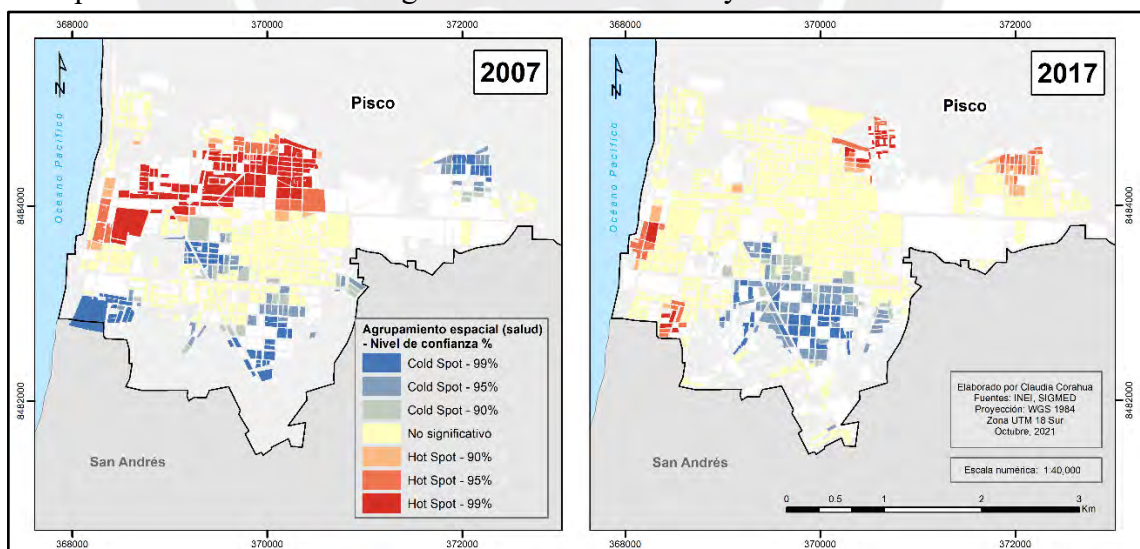 368000 370000 372000
N
2007
Pisco
Océano Pacífico
8484000
8482000
San Andrés
Agrupamiento espacial (salud)
- Nivel de confianza %
Cold Spot - 99%
Cold Spot - 95%
Cold Spot - 90%
No significativo
Hot Spot - 90%
Hot Spot - 95%
Hot Spot - 99%
368000 370000 372000
368000 370000 372000
N
2017
Pisco
Océano Pacífico
8484000
8482000
San Andrés
Elaborado por Claudia Corahua
Fuentes: INEI, SIGMED
Proyección: WGS 1984
Zona UTM 18 Sur
Octubre, 2021
Escala numérica: 1:40,000
0 0.5 1 2 3
Km
368000 370000 372000